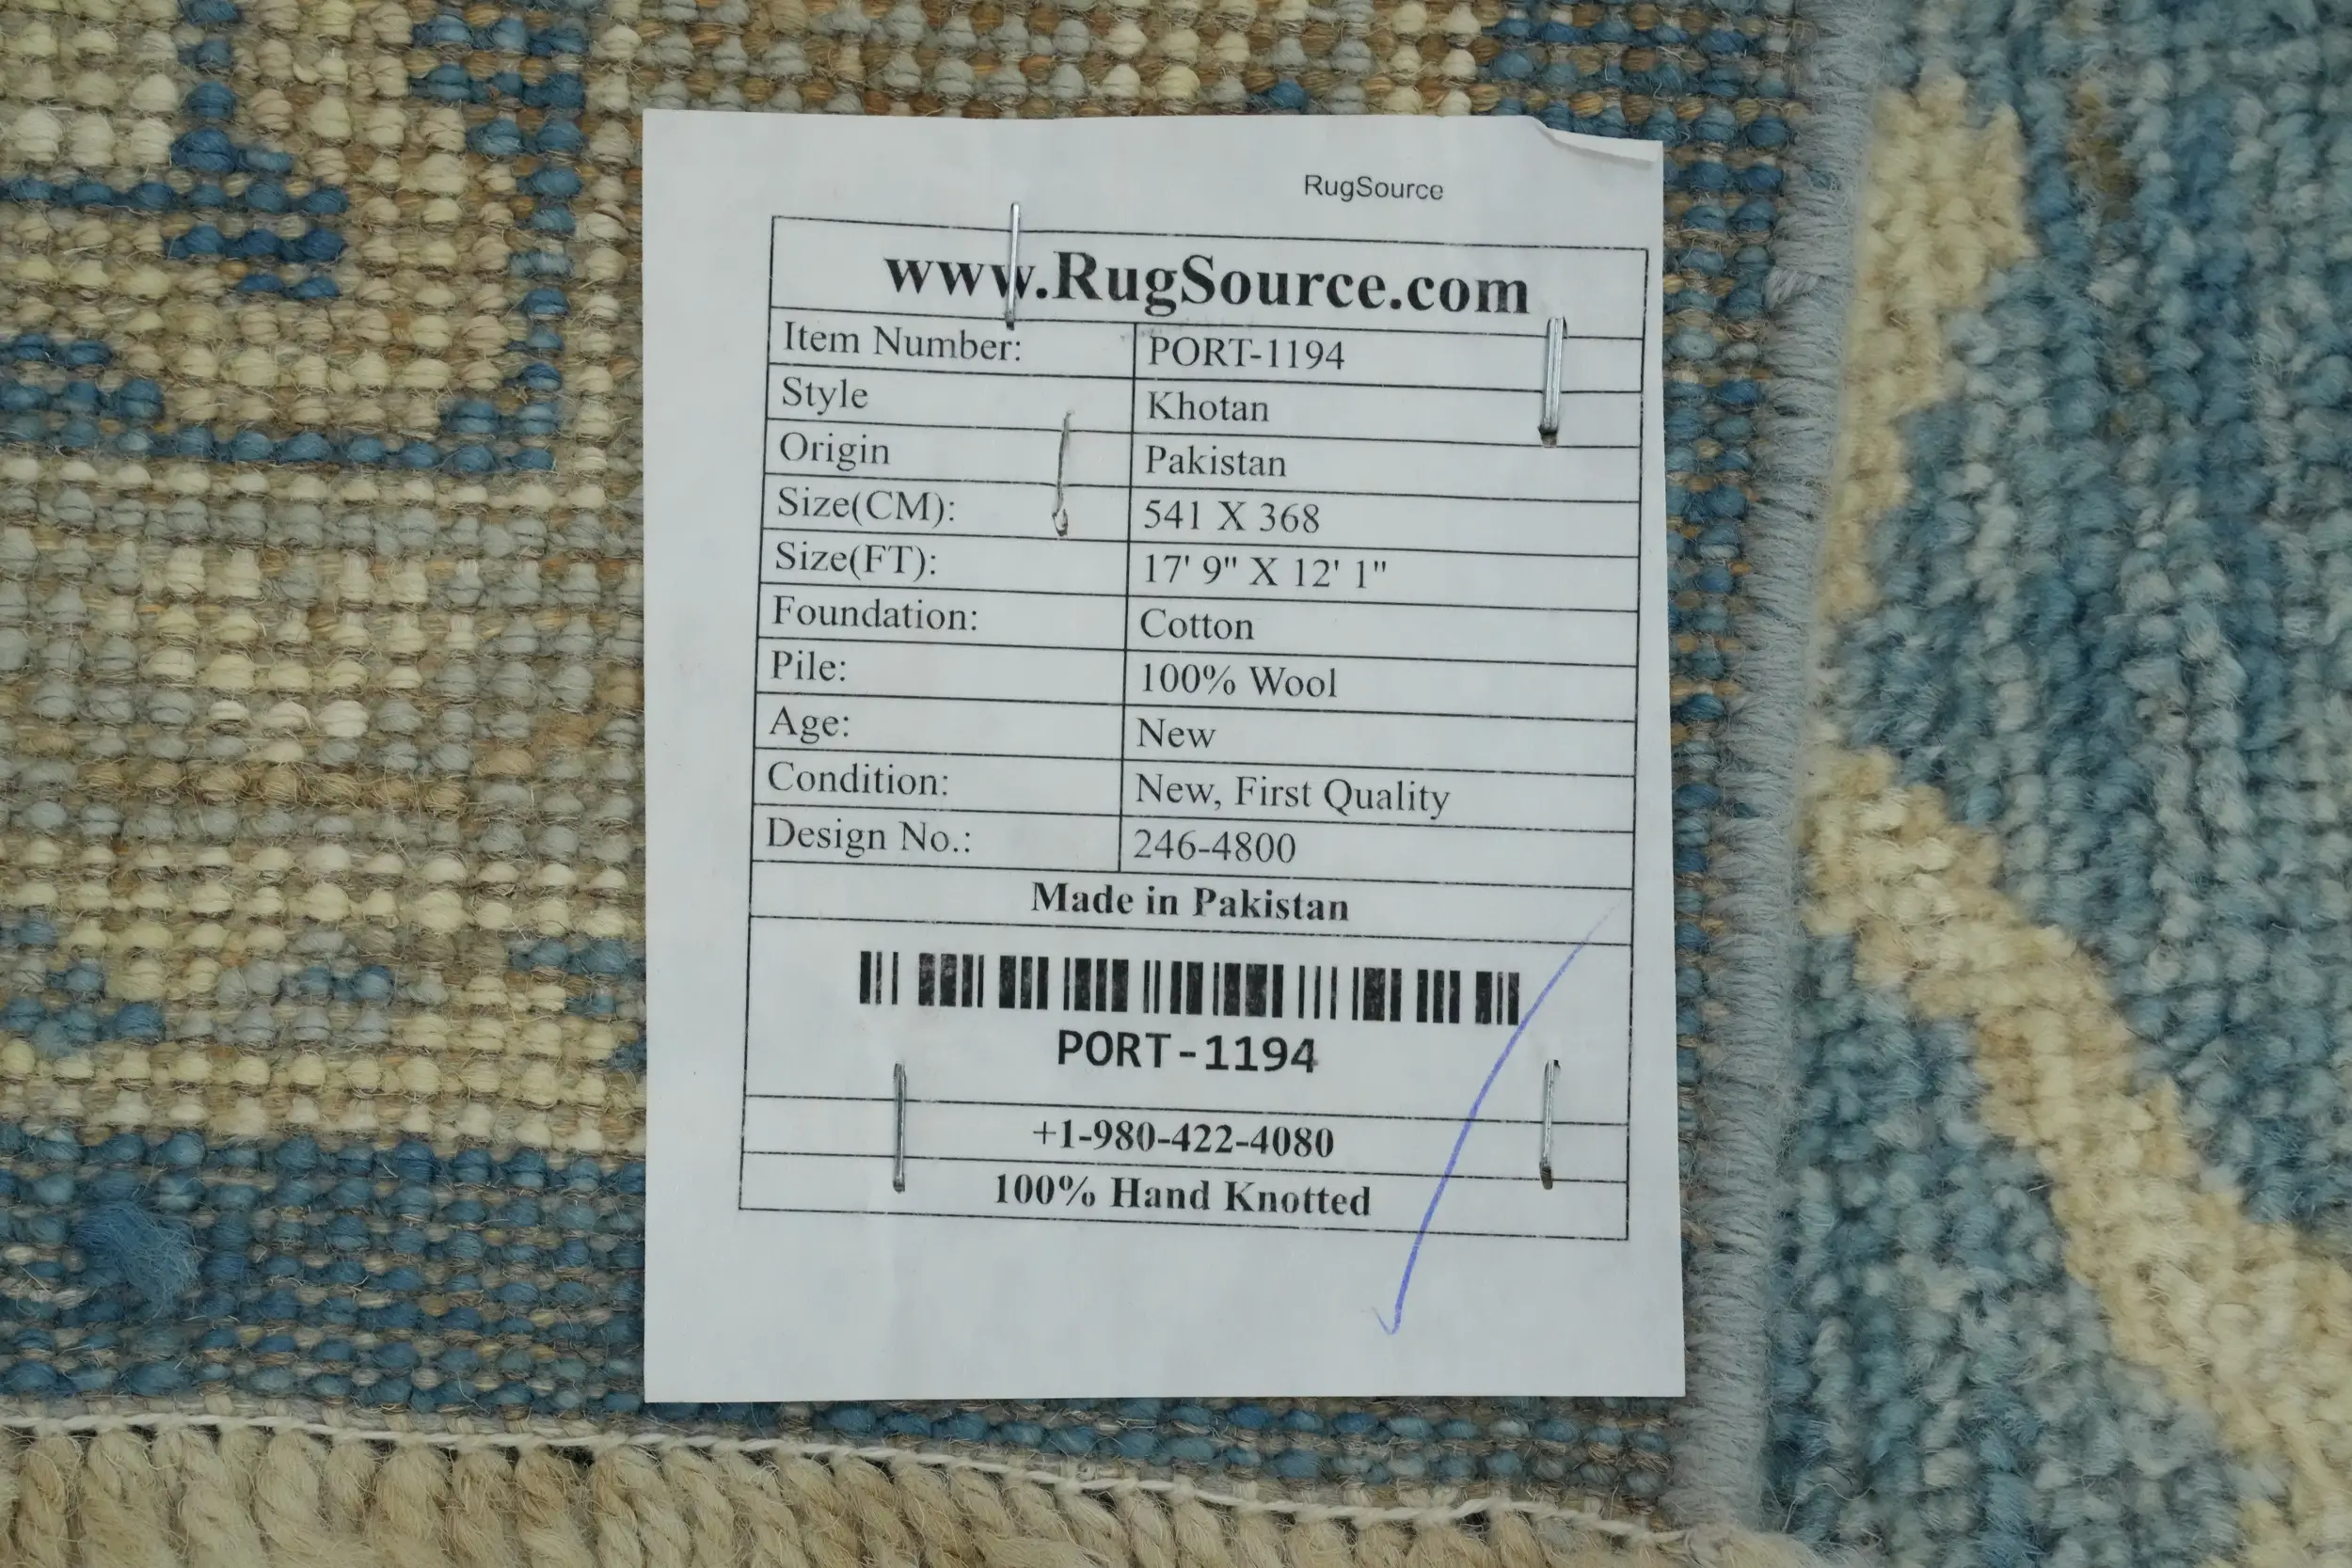 RugSource
www.RugSource.com
Item Number: PORT-1194
Style Khotan
Origin Pakistan
Size(CM): 541 X 368
Size(FT): 17' 9" X 12' 1"
Foundation: Cotton
Pile: 100% Wool
Age: New
Condition: New, First Quality
Design No.: 246-4800
Made in Pakistan
PORT-1194
+1-980-422-4080
100% Hand Knotted